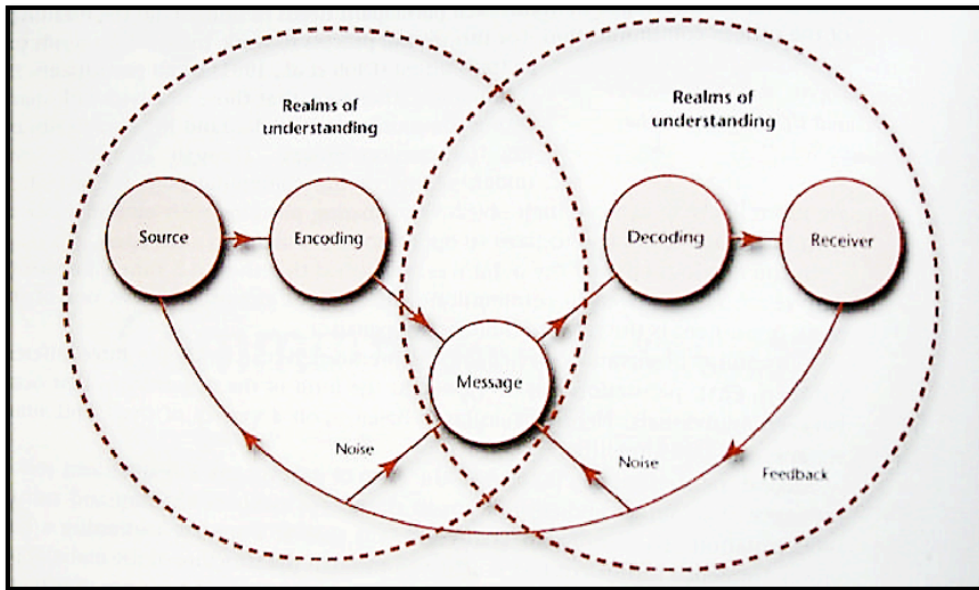 Realms of
understanding
Realms of
understanding
Source
Encoding
Decoding
Receiver
Message
Noise
Noise
Feedback